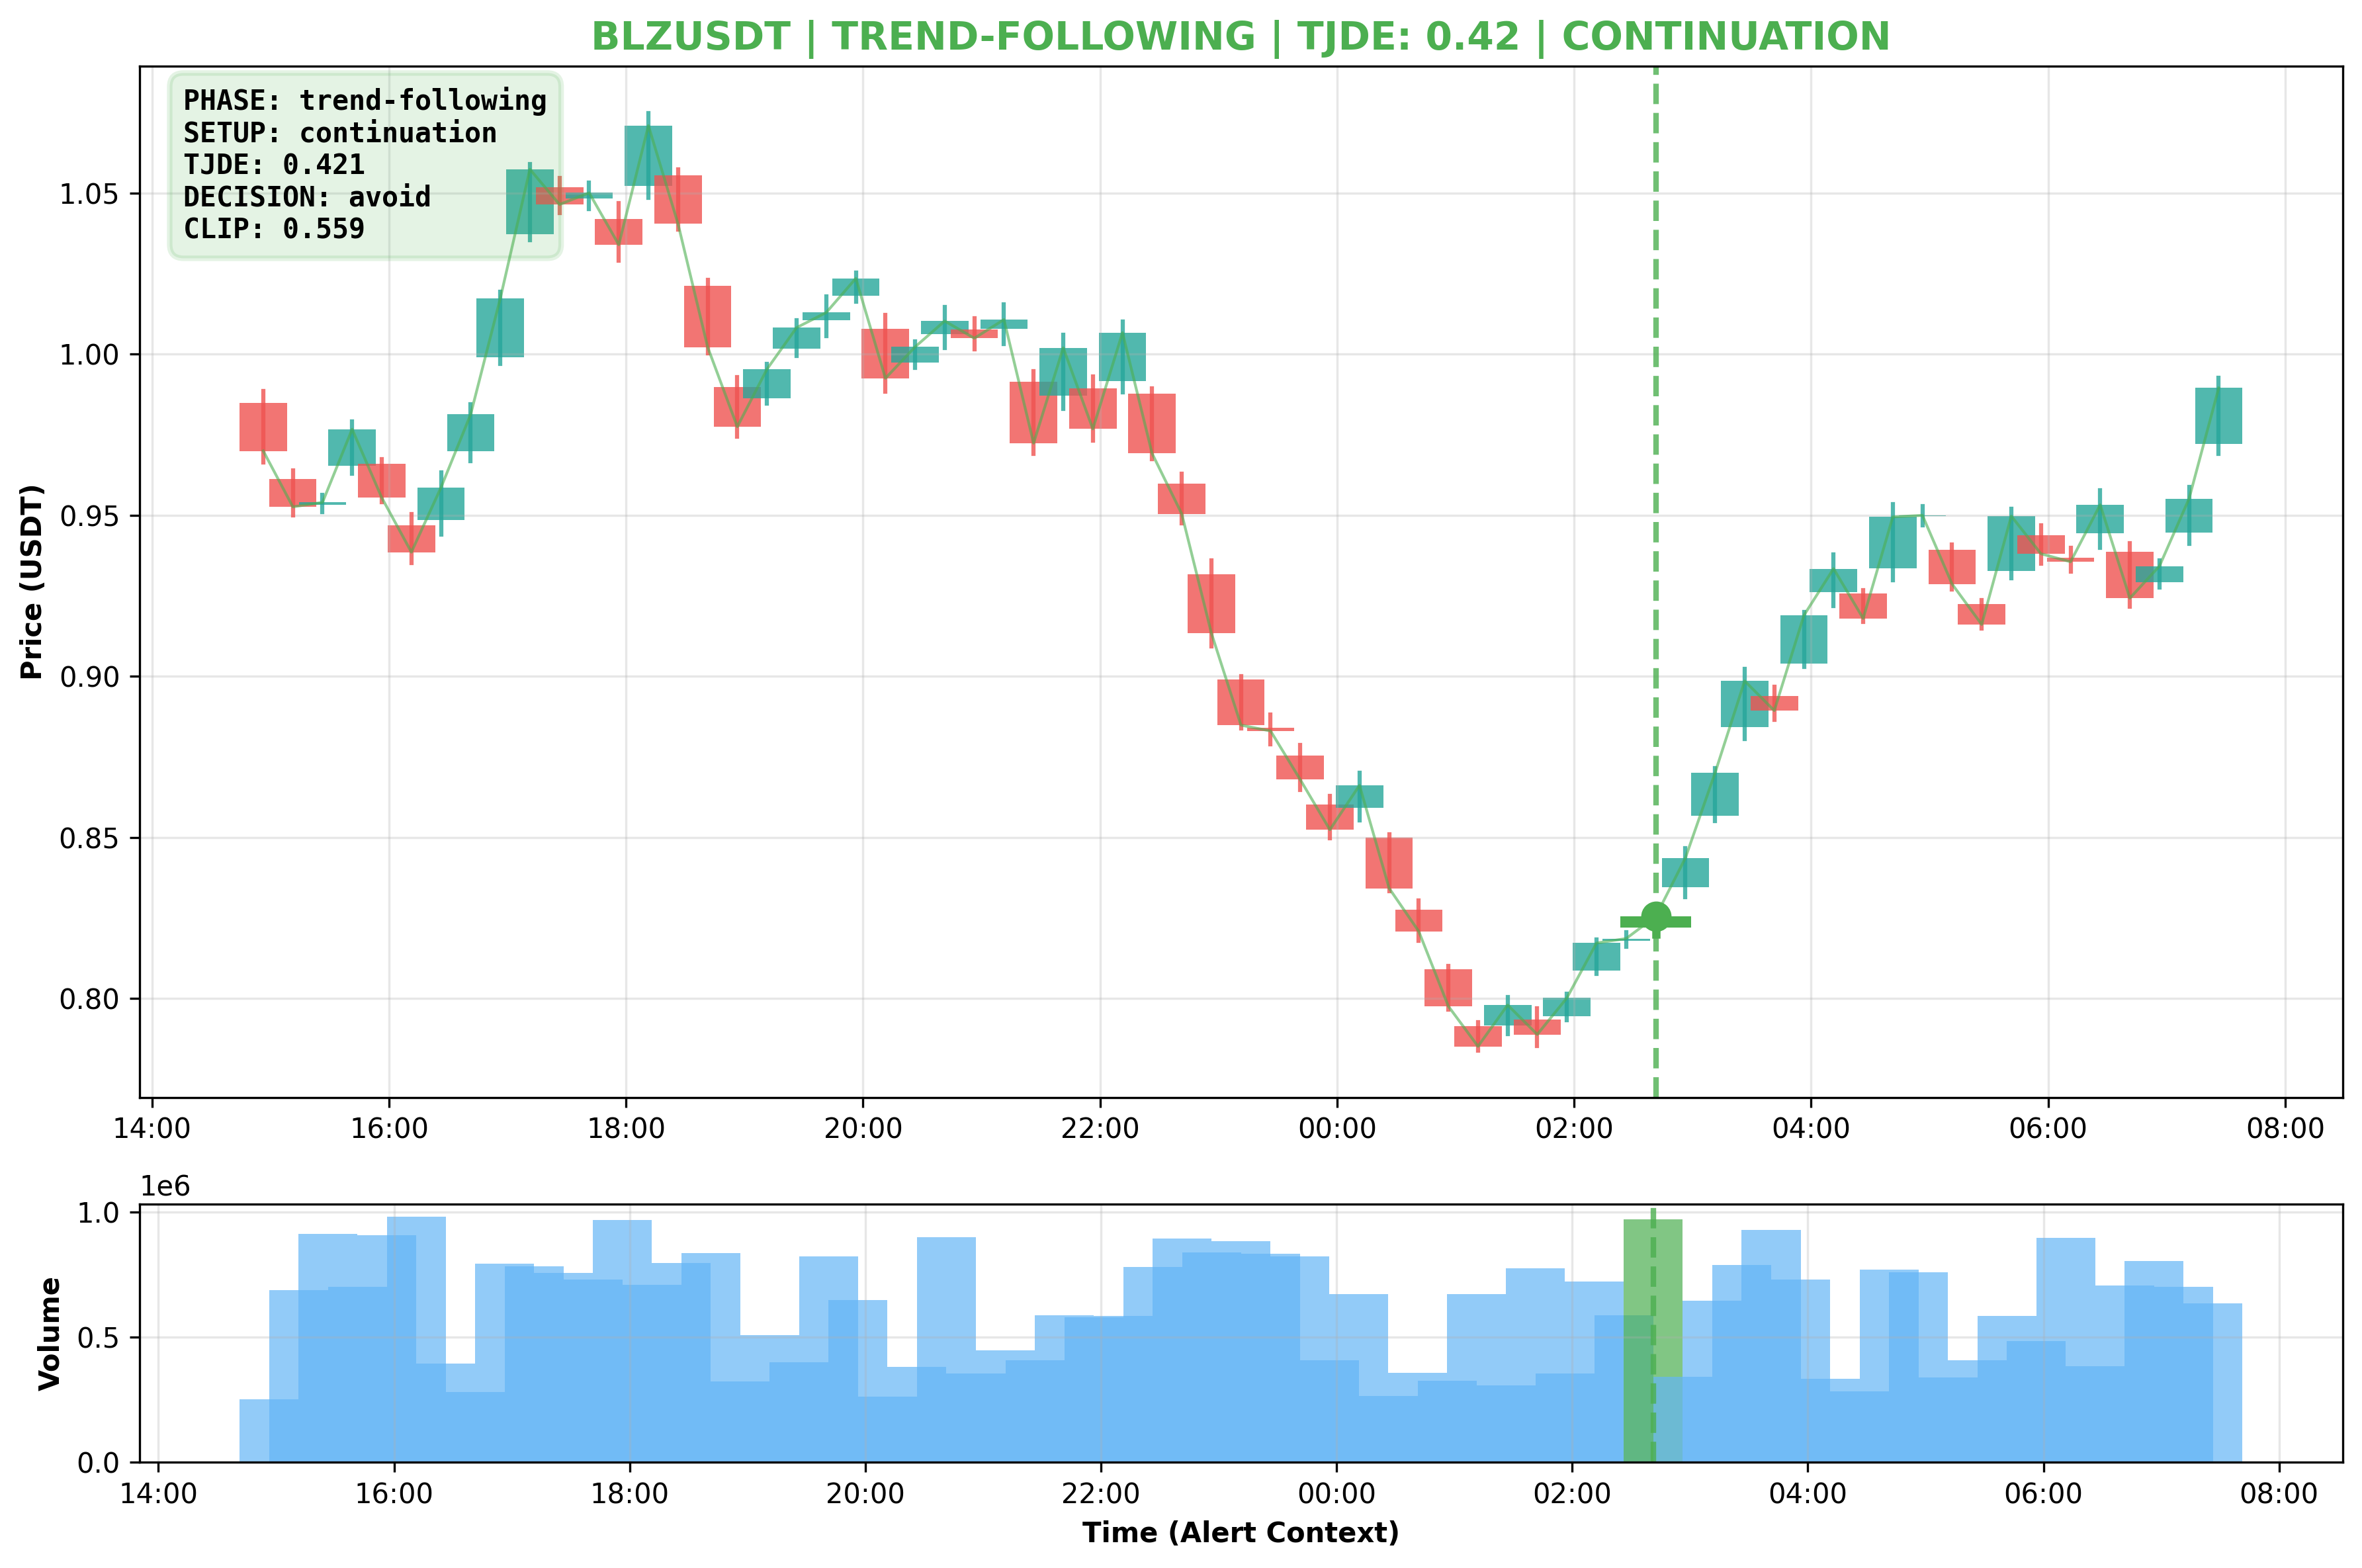 BLZUSDT | TREND-FOLLOWING | TJDE: 0.42 | CONTINUATION
PHASE: trend-following
SETUP: continuation
TJDE: 0.421
DECISION: avoid
CLIP: 0.559
Price (USDT)
1.05
1.00
0.95
0.90
0.85
0.80
14:00 16:00 18:00 20:00 22:00 00:00 02:00 04:00 06:00 08:00
1e6
Volume
1.0
0.5
0.0
14:00 16:00 18:00 20:00 22:00 00:00 02:00 04:00 06:00 08:00
Time (Alert Context)